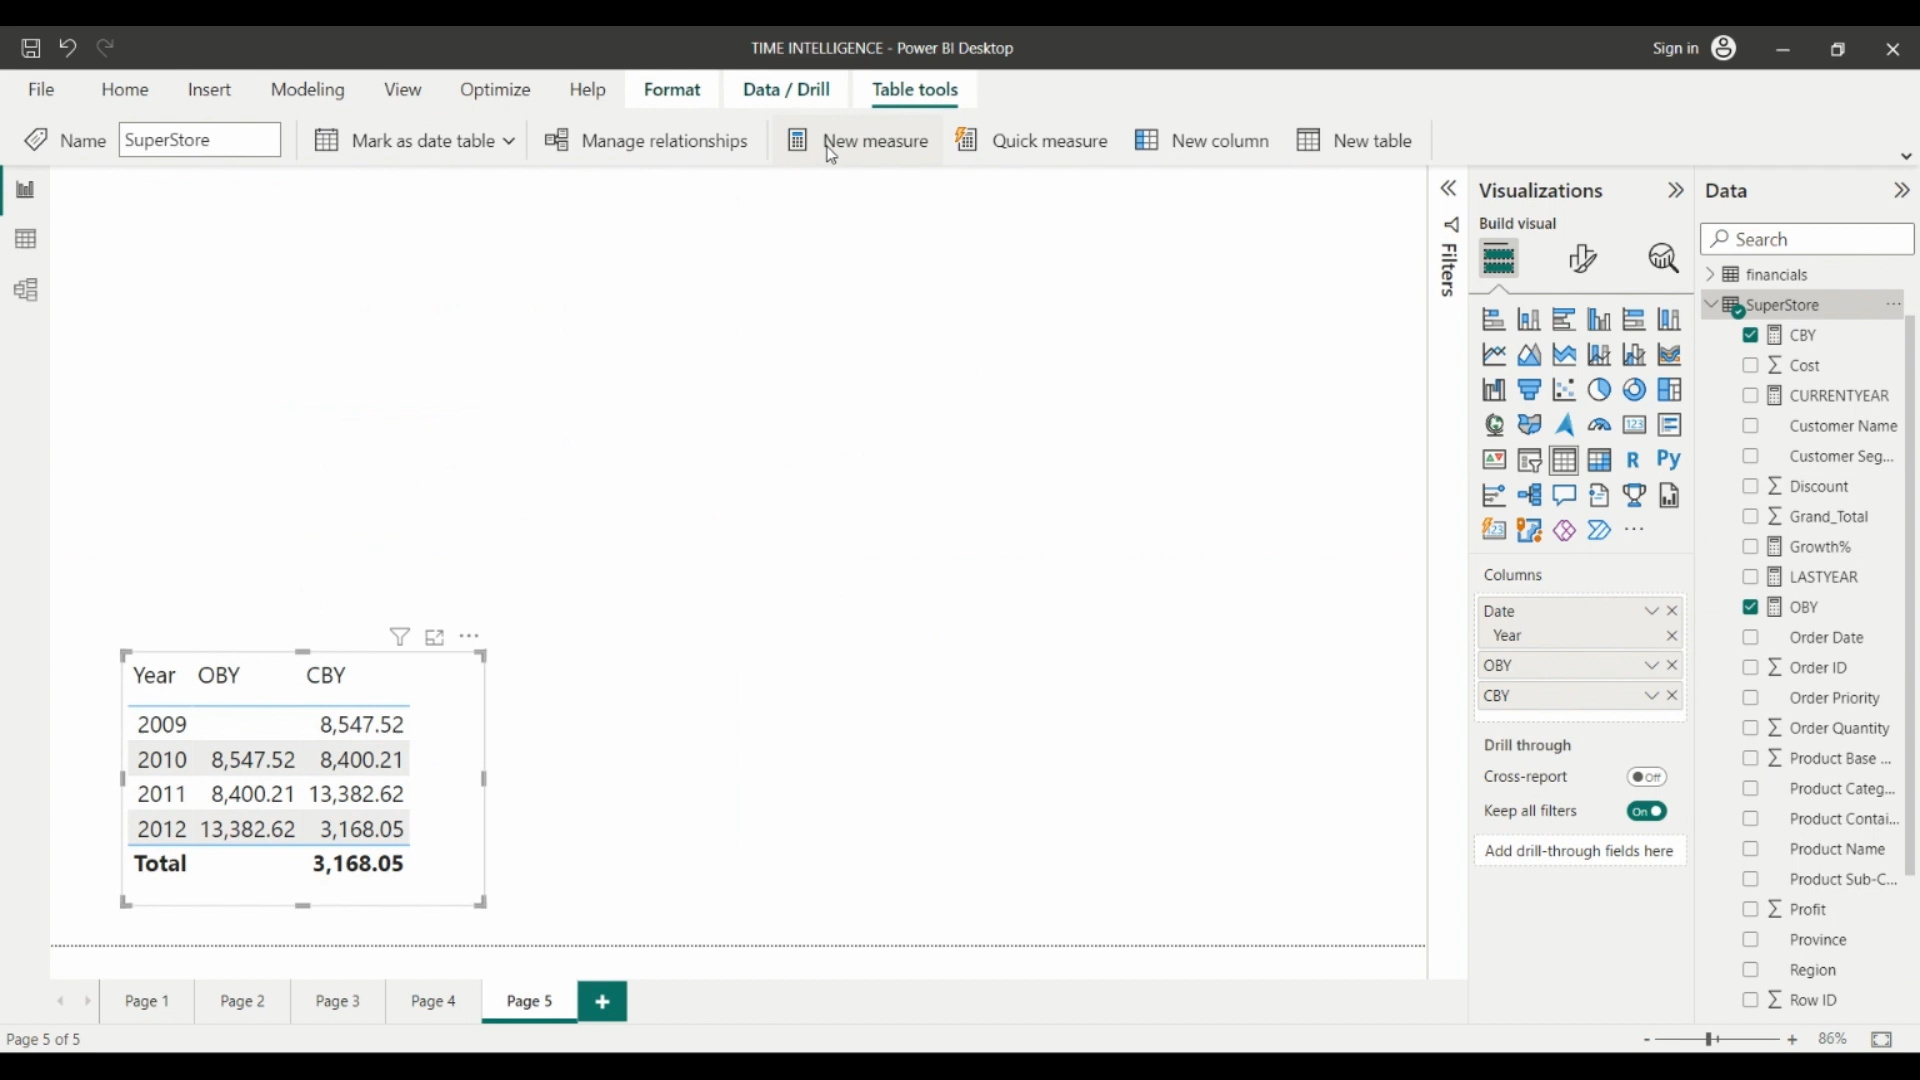 TIME INTELLIGENCE - Power BI Desktop
Sign in
File Home Insert Modeling View Optimize Help Format Data / Drill Table tools
Name SuperStore Mark as date table Manage relationships New measure Quick measure New column New table
Filters
Visualizations
Build visual
123
R Py
123
Columns
Date
Year
OBY
CBY
Drill through
Cross-report Off
Keep all filters On
Add drill-through fields here
Data
Search
financials
SuperStore
CBY
Cost
CURRENTYEAR
Customer Name
Customer Seg...
Discount
Grand_Total
Growth%
LASTYEAR
OBY
Order Date
Order ID
Order Priority
Order Quantity
Product Base ...
Product Categ...
Product Contai...
Product Name
Product Sub-C...
Profit
Province
Region
Row ID
Year OBY CBY
2009 8,547.52
2010 8,547.52 8,400.21
2011 8,400.21 13,382.62
2012 13,382.62 3,168.05
Total 3,168.05
Page 1 Page 2 Page 3 Page 4 Page 5 +
Page 5 of 5
- + 86%